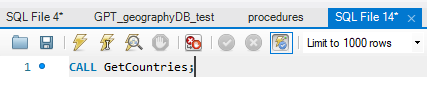 SQL File 4* GPT_geographyDB_test procedures SQL File 14*
Limit to 1000 rows
1 CALL GetCountries;